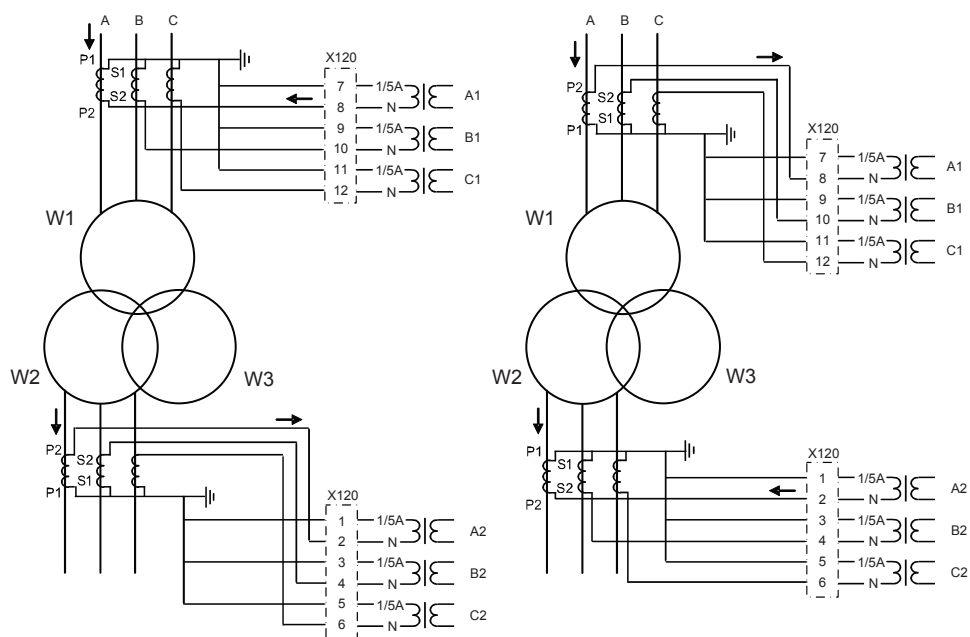 A B C
P1
S1
S2
P2
X120
7 1/5A
8 N
A1
9 1/5A
10 N
B1
11 1/5A
12 N
C1
W1
W2
W3
P2
S2
S1
P1
X120
1 1/5A
2 N
A2
3 1/5A
4 N
B2
5 1/5A
6 N
C2
A B C
P2
S2
S1
P1
X120
7 1/5A
8 N
A1
9 1/5A
10 N
B1
11 1/5A
12 N
C1
W1
W2
W3
P1
S1
S2
P2
X120
1 1/5A
2 N
A2
3 1/5A
4 N
B2
5 1/5A
6 N
C2